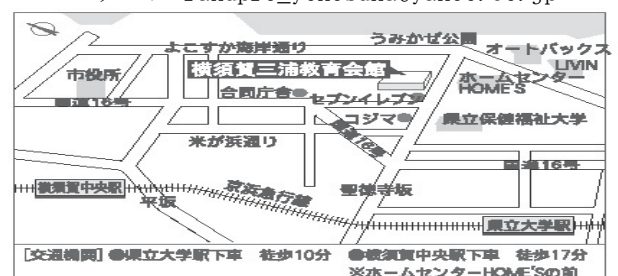 よこすか海岸通り
うみかぜ公園
オートバックス
LIVIN
市役所
横須賀三浦教育会館
ホームセンター
HOME'S
国道16号
合同庁舎
セブンイレブン
コジマ
県立保健福祉大学
米が浜通り
国道16号
国道16号
横須賀中央駅
平坂
京浜急行線
聖徳寺坂
県立大学駅
[交通機関] ●県立大学駅下車 徒歩10分 ●横須賀中央駅下車 徒歩17分
※ホームセンターHOME'Sの前